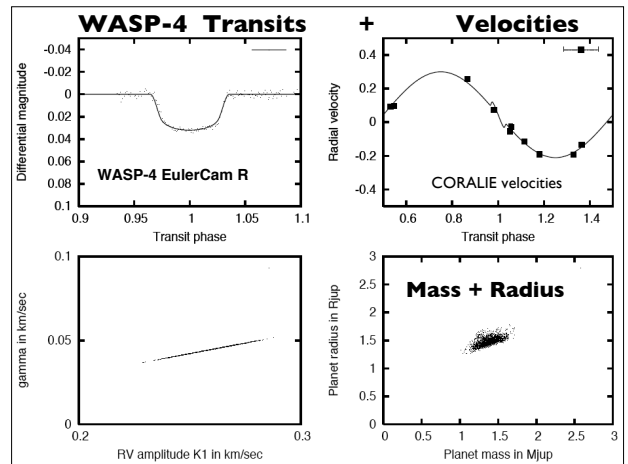 WASP-4 Transits + Velocities
Differential magnitude
-0.04
-0.02
0
0.02
0.04
0.06
0.08
0.1
WASP-4 EulerCam R
0.9 0.95 1 1.05 1.1
Transit phase
Radial velocity
0.4
0.2
0
-0.2
-0.4
CORALIE velocities
0.6 0.8 1 1.2 1.4
Transit phase
gamma in km/sec
0.1
0.05
0
0.2 0.3
RV amplitude K1 in km/sec
Planet radius in Rjup
3
2.5
2
1.5
1
0.5
0
Mass + Radius
0 0.5 1 1.5 2 2.5 3
Planet mass in Mjup